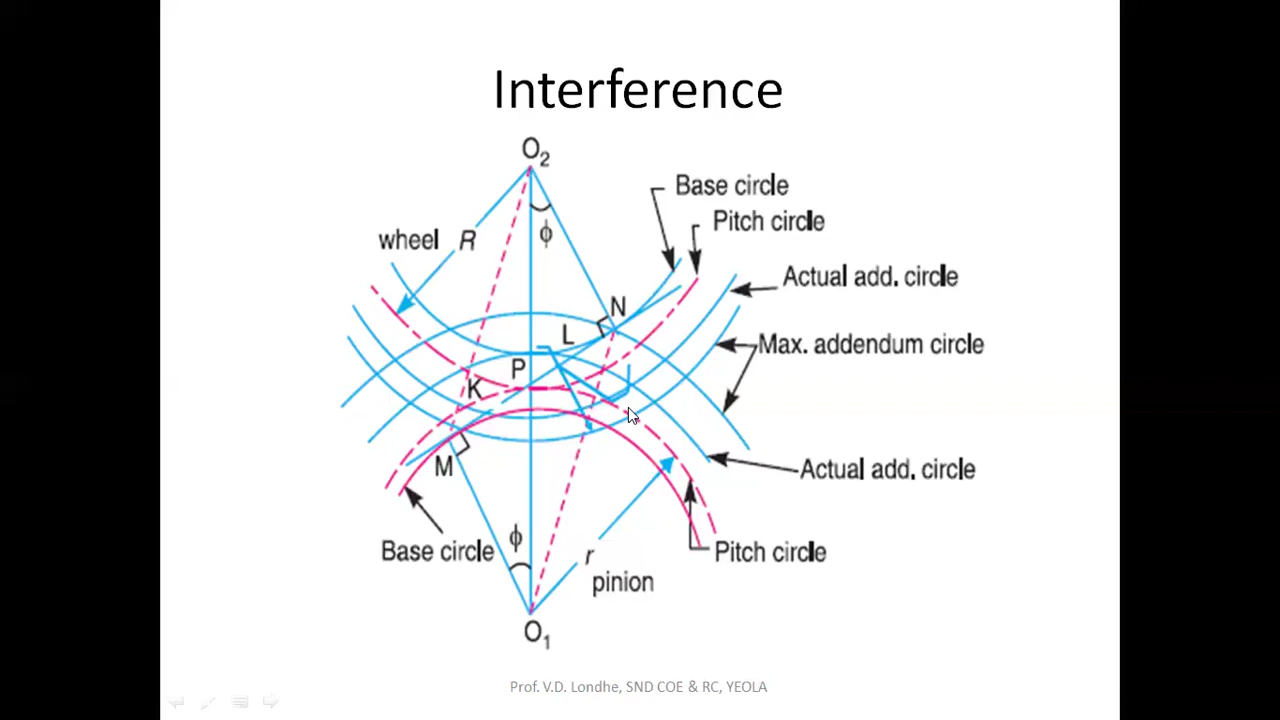 Interference
O2
Base circle
Pitch circle
ϕ
wheel R
Actual add. circle
N
L
Max. addendum circle
P
K
M
Actual add. circle
ϕ
Base circle
r
pinion
Pitch circle
O1
Prof. V.D. Londhe, SND COE & RC, YEOLA